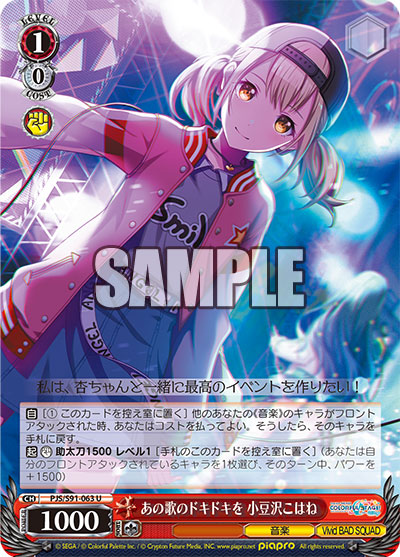 LEVEL
1
0
COST
Smil
ANGEL
SAMPLE
私は、杏ちゃんと一緒に最高のイベントを作りたい！
自 [① このカードを控え室に置く] 他のあなたの《音楽》のキャラがフロント
アタックされた時、あなたはコストを払ってよい。そうしたら、そのキャラを
手札に戻す。
起 助太刀1500 レベル1 [手札のこのカードを控え室に置く] (あなたは自
分のフロントアタックされているキャラを1枚選び、そのターン中、パワーを
+1500)
CH PJS/S91-063 U
POWER 1000
あの歌のドキドキを 小豆沢こはね
COLORFUL STAGE!
音楽
Vivid BAD SQUAD
© SEGA / © Colorful Palette Inc. / © Crypton Future Media, INC. www.piapro.net piapro